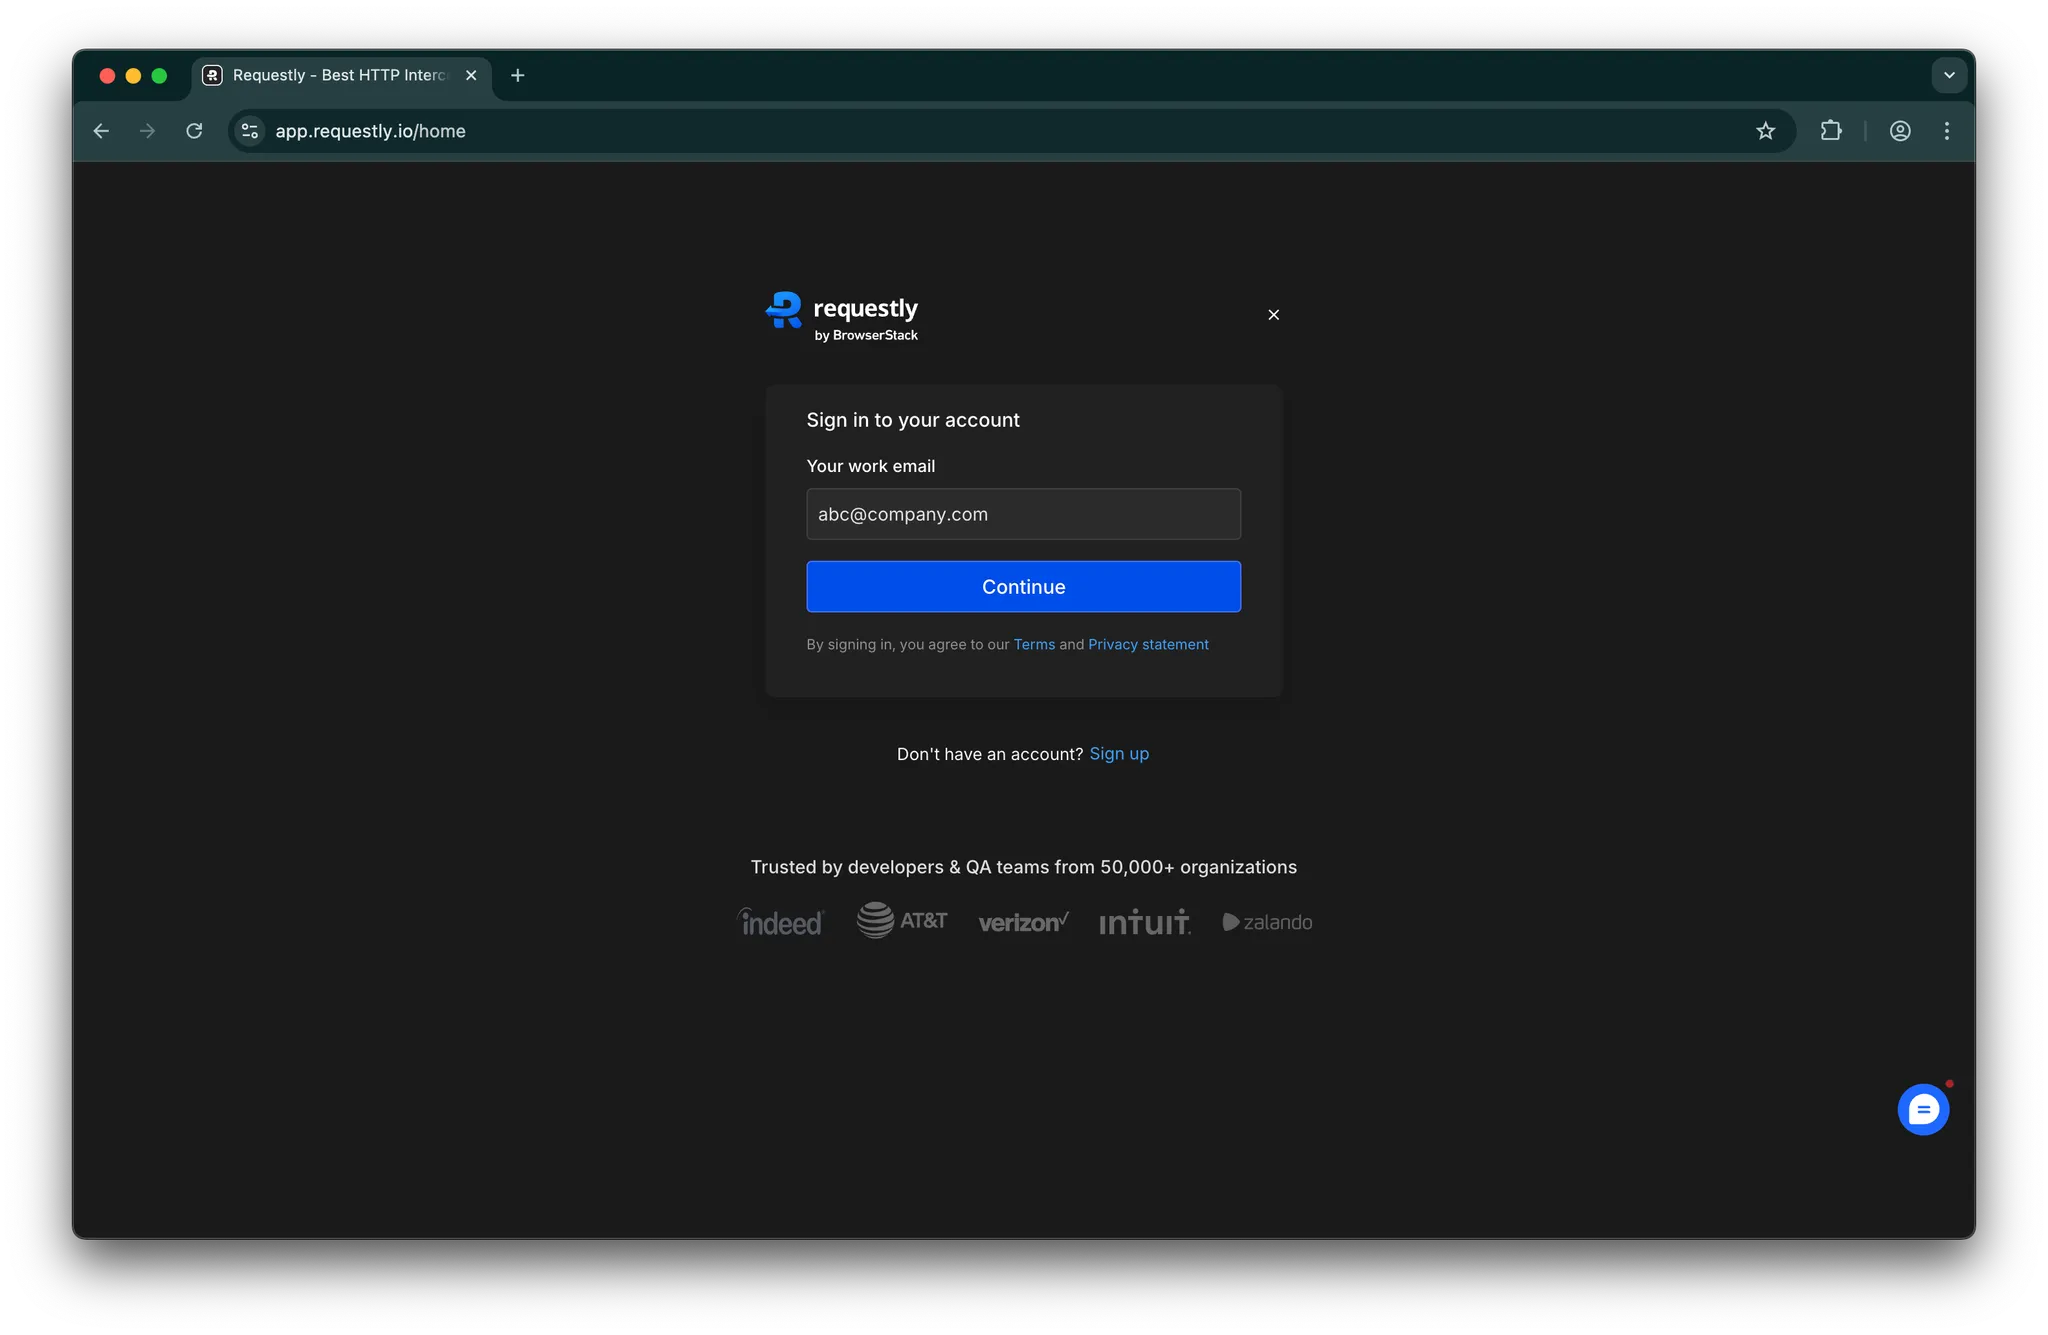 Requestly - Best HTTP Interc
app.requestly.io/home
requestly
by BrowserStack
Sign in to your account
Your work email
abc@company.com
Continue
By signing in, you agree to our Terms and Privacy statement
Don't have an account? Sign up
Trusted by developers & QA teams from 50,000+ organizations
indeed AT&T verizon intuit. zalando